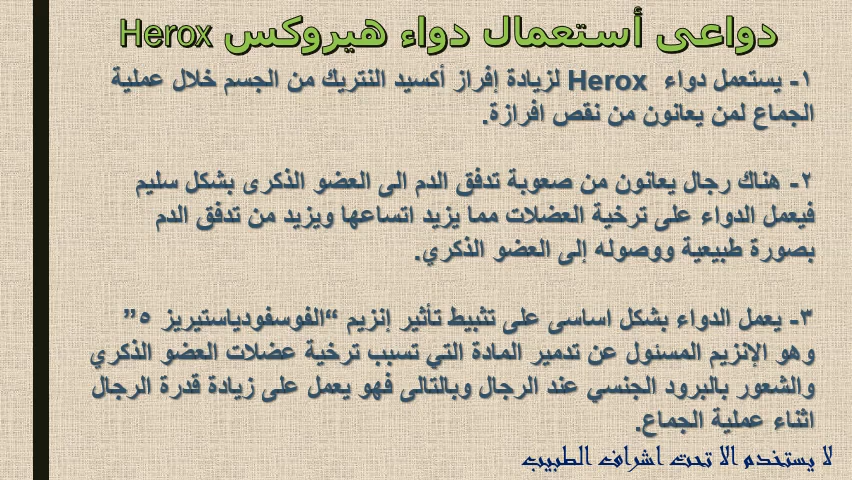 دواعى أستعمال دواء هيروكس Herox
١- يستعمل دواء Herox لزيادة إفراز أكسيد النتريك من الجسم خلال عملية
الجماع لمن يعانون من نقص افرازة.
٢- هناك رجال يعانون من صعوبة تدفق الدم الى العضو الذكرى بشكل سليم
فيعمل الدواء على ترخية العضلات مما يزيد اتساعها ويزيد من تدفق الدم
بصورة طبيعية ووصوله إلى العضو الذكري.
٣- يعمل الدواء بشكل اساسى على تثبيط تأثير إنزيم “الفوسفودياستيريز ٥”
وهو الإنزيم المسئول عن تدمير المادة التي تسبب ترخية عضلات العضو الذكري
والشعور بالبرود الجنسي عند الرجال وبالتالى فهو يعمل على زيادة قدرة الرجال
اثناء عملية الجماع.
لا يستخدم الا تحت اشراف الطبيب